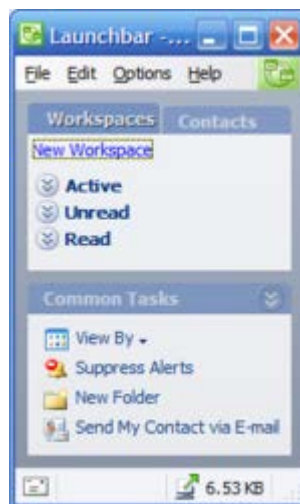 Launchbar -...
File Edit Options Help
Workspaces Contacts
New Workspace
Active
Unread
Read
Common Tasks
View By
Suppress Alerts
New Folder
Send My Contact via E-mail
6.53 KB